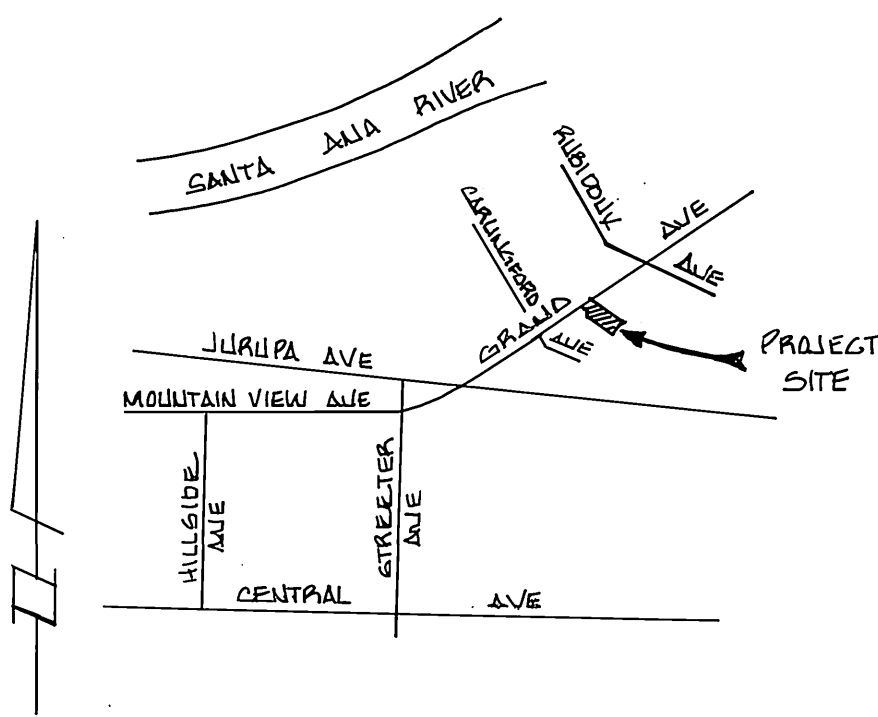 SANTA ANA RIVER
RUBIDOUX
AVE
CARLINGFORD
AVE
GRAND
AVE
PROJECT
SITE
JURUPA AVE
MOUNTAIN VIEW AVE
HILLSIDE
AVE
STREETER
AVE
CENTRAL AVE
N